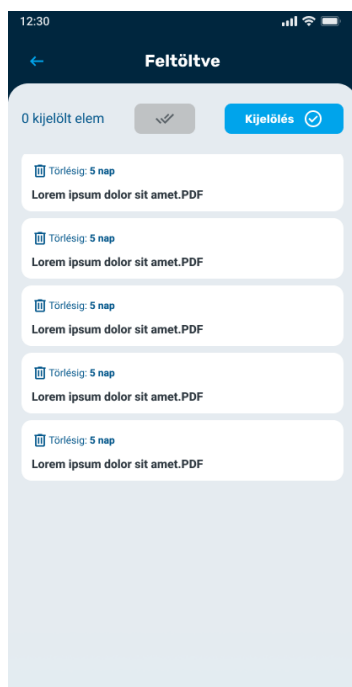 12:30
Feltöltve
0 kijelölt elem
Kijelölés
Törlésig: 5 nap
Lorem ipsum dolor sit amet.PDF
Törlésig: 5 nap
Lorem ipsum dolor sit amet.PDF
Törlésig: 5 nap
Lorem ipsum dolor sit amet.PDF
Törlésig: 5 nap
Lorem ipsum dolor sit amet.PDF
Törlésig: 5 nap
Lorem ipsum dolor sit amet.PDF